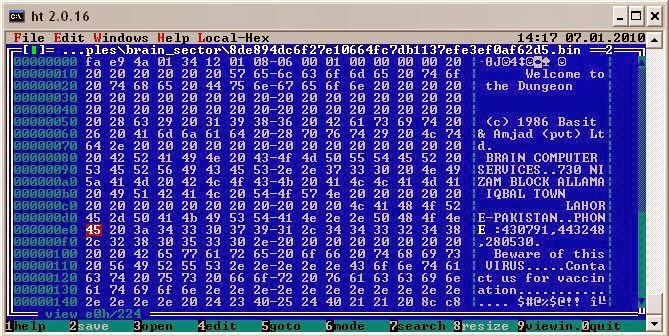 ht 2.0.16
File Edit Windows Help Local-Hex 14:17 07.01.2010
...ples\brain_sector\8de894dc6f27e10664fc7db1137efe3ef0af62d5.bin 2
00000000 fa e9 4a 01 34 12 01 08-06 00 01 00 00 00 00 20
00000010 20 20 20 20 20 20 57 65-6c 63 6f 6d 65 20 74 6f Welcome to
00000020 20 74 68 65 20 44 75 6e-67 65 6f 6e 20 20 20 20 the Dungeon
00000030 20 20 20 20 20 20 20 20-20 20 20 20 20 20 20 20
00000040 20 20 20 20 20 20 20 20-20 20 20 20 20 20 20 20
00000050 20 28 63 29 20 31 39 38-36 20 42 61 73 69 74 20 (c) 1986 Basit
00000060 26 20 41 6d 6a 61 64 20-28 70 76 74 29 20 4c 74 & Amjad (pvt) Lt
00000070 64 2e 20 20 20 20 20 20-20 20 20 20 20 20 20 20 d.
00000080 20 42 52 41 49 4e 20 43-4f 4d 50 55 54 45 52 20 BRAIN COMPUTER
00000090 53 45 52 56 49 43 45 53-2e 2e 37 33 30 20 4e 49 SERVICES..730 NI
000000a0 5a 41 4d 20 42 4c 4f 43-4b 20 41 4c 4c 41 4d 41 ZAM BLOCK ALLAMA
000000b0 20 49 51 42 41 4c 20 54-4f 57 4e 20 20 20 20 20 IQBAL TOWN
000000c0 20 20 20 20 20 20 20 20-20 20 20 4c 41 48 4f 52 LAHOR
000000d0 45 2d 50 41 4b 49 53 54-41 4e 2e 2e 50 48 4f 4e E-PAKISTAN..PHON
000000e0 45 20 3a 34 33 30 37 39-31 2c 34 34 33 32 34 38 E :430791,443248
000000f0 2c 32 38 30 35 33 30 2e-20 20 20 20 20 20 20 20 ,280530.
00000100 20 20 42 65 77 61 72 65-20 6f 66 20 74 68 69 73 Beware of this
00000110 20 56 49 52 55 53 2e 2e-2e 2e 2e 43 6f 6e 74 61 VIRUS.....Conta
00000120 63 74 20 75 73 20 66 6f-72 20 76 61 63 63 69 6e ct us for vaccin
00000130 61 74 69 6f 6e 2e 2e 2e-2e 2e 2e 2e 2e 2e 2e 2e ation...........
00000140 2e 2e 2e 2e 20 24 23 40-25 24 40 21 21 20 8c c8 .... $#@%$@!!
view e0h/224
1help 2save 3open 4edit 5goto 6mode 7search 8resize 9viewin. 0quit